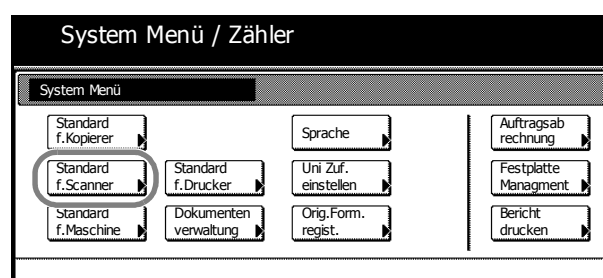 System Menü / Zähler
System Menü
Standard
f.Kopierer
Sprache
Auftragsab
rechnung
Standard
f.Scanner
Standard
f.Drucker
Uni Zuf.
einstellen
Festplatte
Managment
Standard
f.Maschine
Dokumenten
verwaltung
Orig.Form.
regist.
Bericht
drucken